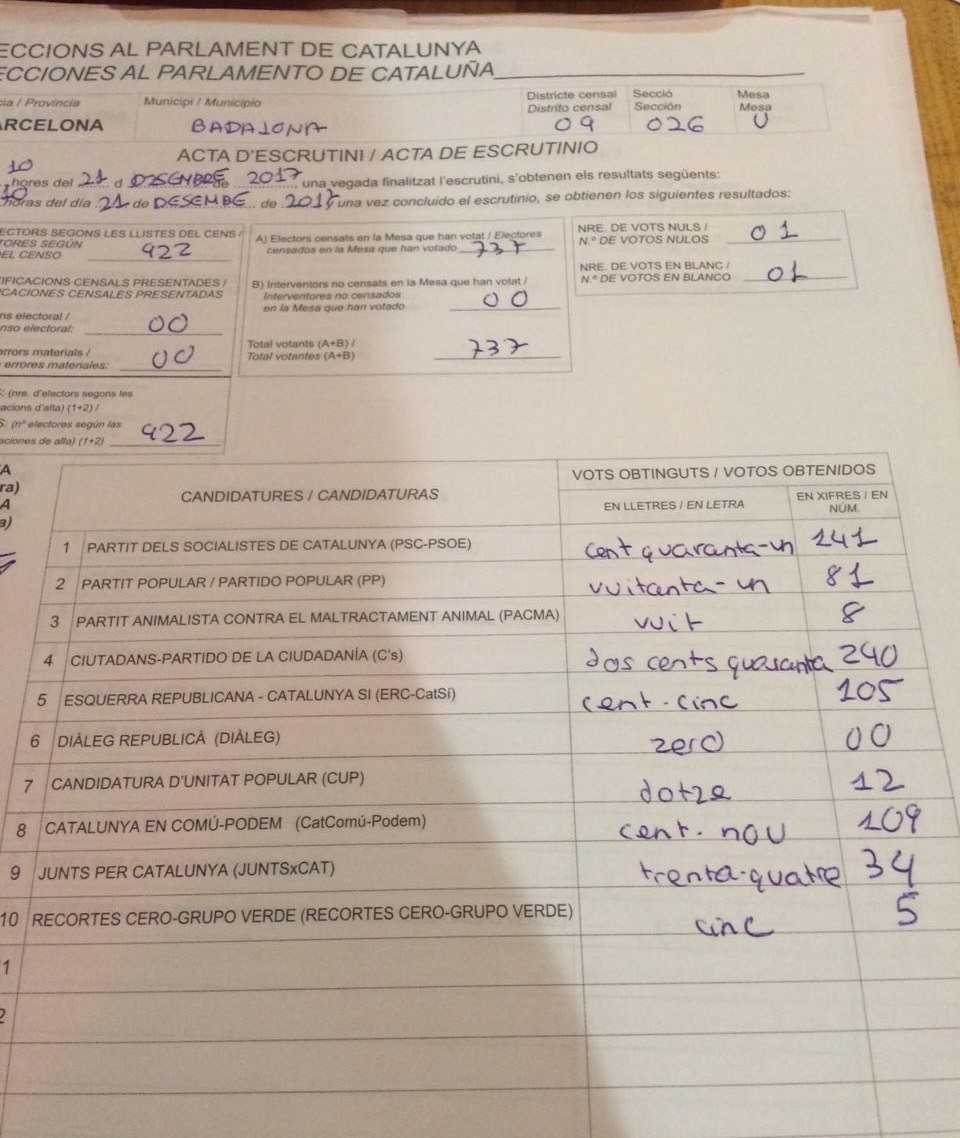 ECCIONS AL PARLAMENT DE CATALUNYA
ECCIONES AL PARLAMENTO DE CATALUÑA
cia / Provincia
ARCELONA
Municipi / Municipio
BADALONA
Districte censal
Distrito censal
09
Secció
Sección
026
Mesa
Mesa
U
ACTA D'ESCRUTINI / ACTA DE ESCRUTINIO
10
hores del 21 d de 2017, una vegada finalitzat l'escrutini, s'obtenen els resultats següents:
10
horas del día 21 de DESEMBE de 2017, una vez concluido el escrutinio, se obtienen los siguientes resultados:
ECTORS SEGONS LES LLISTES DEL CENS /
TORES SEGÚN
EL CENSO
922
IFICACIONS CENSALS PRESENTADES /
CACIONES CENSALES PRESENTADAS
ns electoral /
nso electoral: 00
errors materials /
errores materiales: 00
: (nre. d'electors segons les
acions d'alta) (1+2) /
S: (nº electores según las
aciones de alta) (1+2) 922
A) Electors censats en la Mesa que han votat / Electores
censados en la Mesa que han votado 737
B) Interventors no censats en la Mesa que han votat /
Interventores no censados
en la Mesa que han votado 00
Total votants (A+B) /
Total votantes (A+B) 737
NRE. DE VOTS NULS /
N.º DE VOTOS NULOS 01
NRE. DE VOTS EN BLANC /
N.º DE VOTOS EN BLANCO 01
A
ra)
A
a)
CANDIDATURES / CANDIDATURAS
VOTS OBTINGUTS / VOTOS OBTENIDOS
EN LLETRES / EN LETRA
EN XIFRES / EN
NÚM.
1 PARTIT DELS SOCIALISTES DE CATALUNYA (PSC-PSOE) cent quaranta-un 141
2 PARTIT POPULAR / PARTIDO POPULAR (PP) vuitanta-un 81
3 PARTIT ANIMALISTA CONTRA EL MALTRACTAMENT ANIMAL (PACMA) vuit 8
4 CIUTADANS-PARTIDO DE LA CIUDADANÍA (C's) dos cents quaranta 240
5 ESQUERRA REPUBLICANA - CATALUNYA SI (ERC-CatSí) cent-cinc 105
6 DIÀLEG REPUBLICÀ (DIÀLEG) zero 00
7 CANDIDATURA D'UNITAT POPULAR (CUP) dotze 12
8 CATALUNYA EN COMÚ-PODEM (CatComú-Podem) cent-nou 109
9 JUNTS PER CATALUNYA (JUNTSxCAT) trenta-quatre 34
10 RECORTES CERO-GRUPO VERDE (RECORTES CERO-GRUPO VERDE) cinc 5
1
2